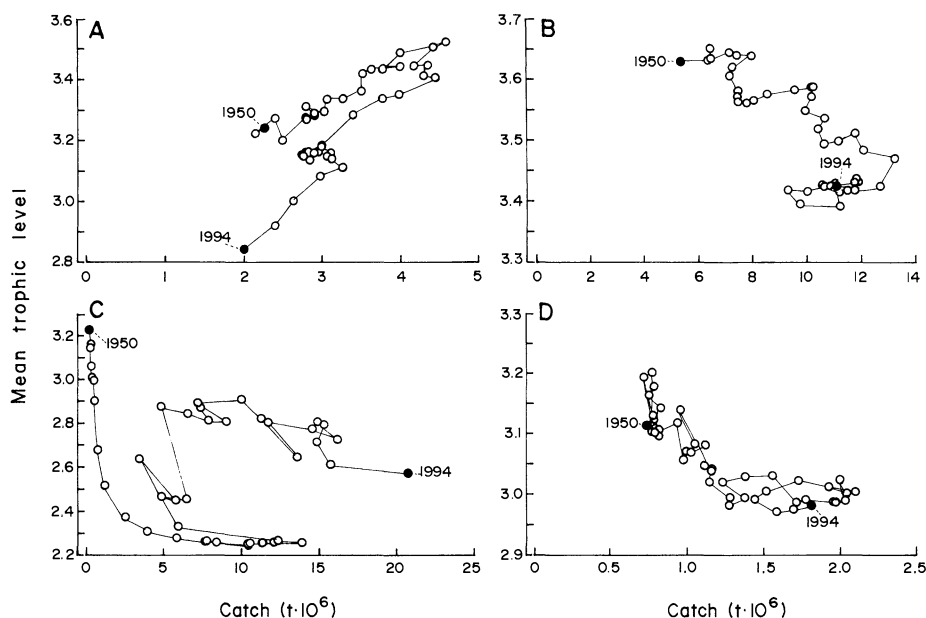 A
3.6
3.4
3.2
3.0
2.8
1950
1994
0 1 2 3 4 5
B
3.7
3.6
3.5
3.4
3.3
1950
1994
0 2 4 6 8 10 12 14
Mean trophic level
C
3.2
3.0
2.8
2.6
2.4
2.2
1950
1994
0 5 10 15 20 25
Catch (t·10⁶)
D
3.3
3.2
3.1
3.0
2.9
1950
1994
0 0.5 1.0 1.5 2.0 2.5
Catch (t·10⁶)